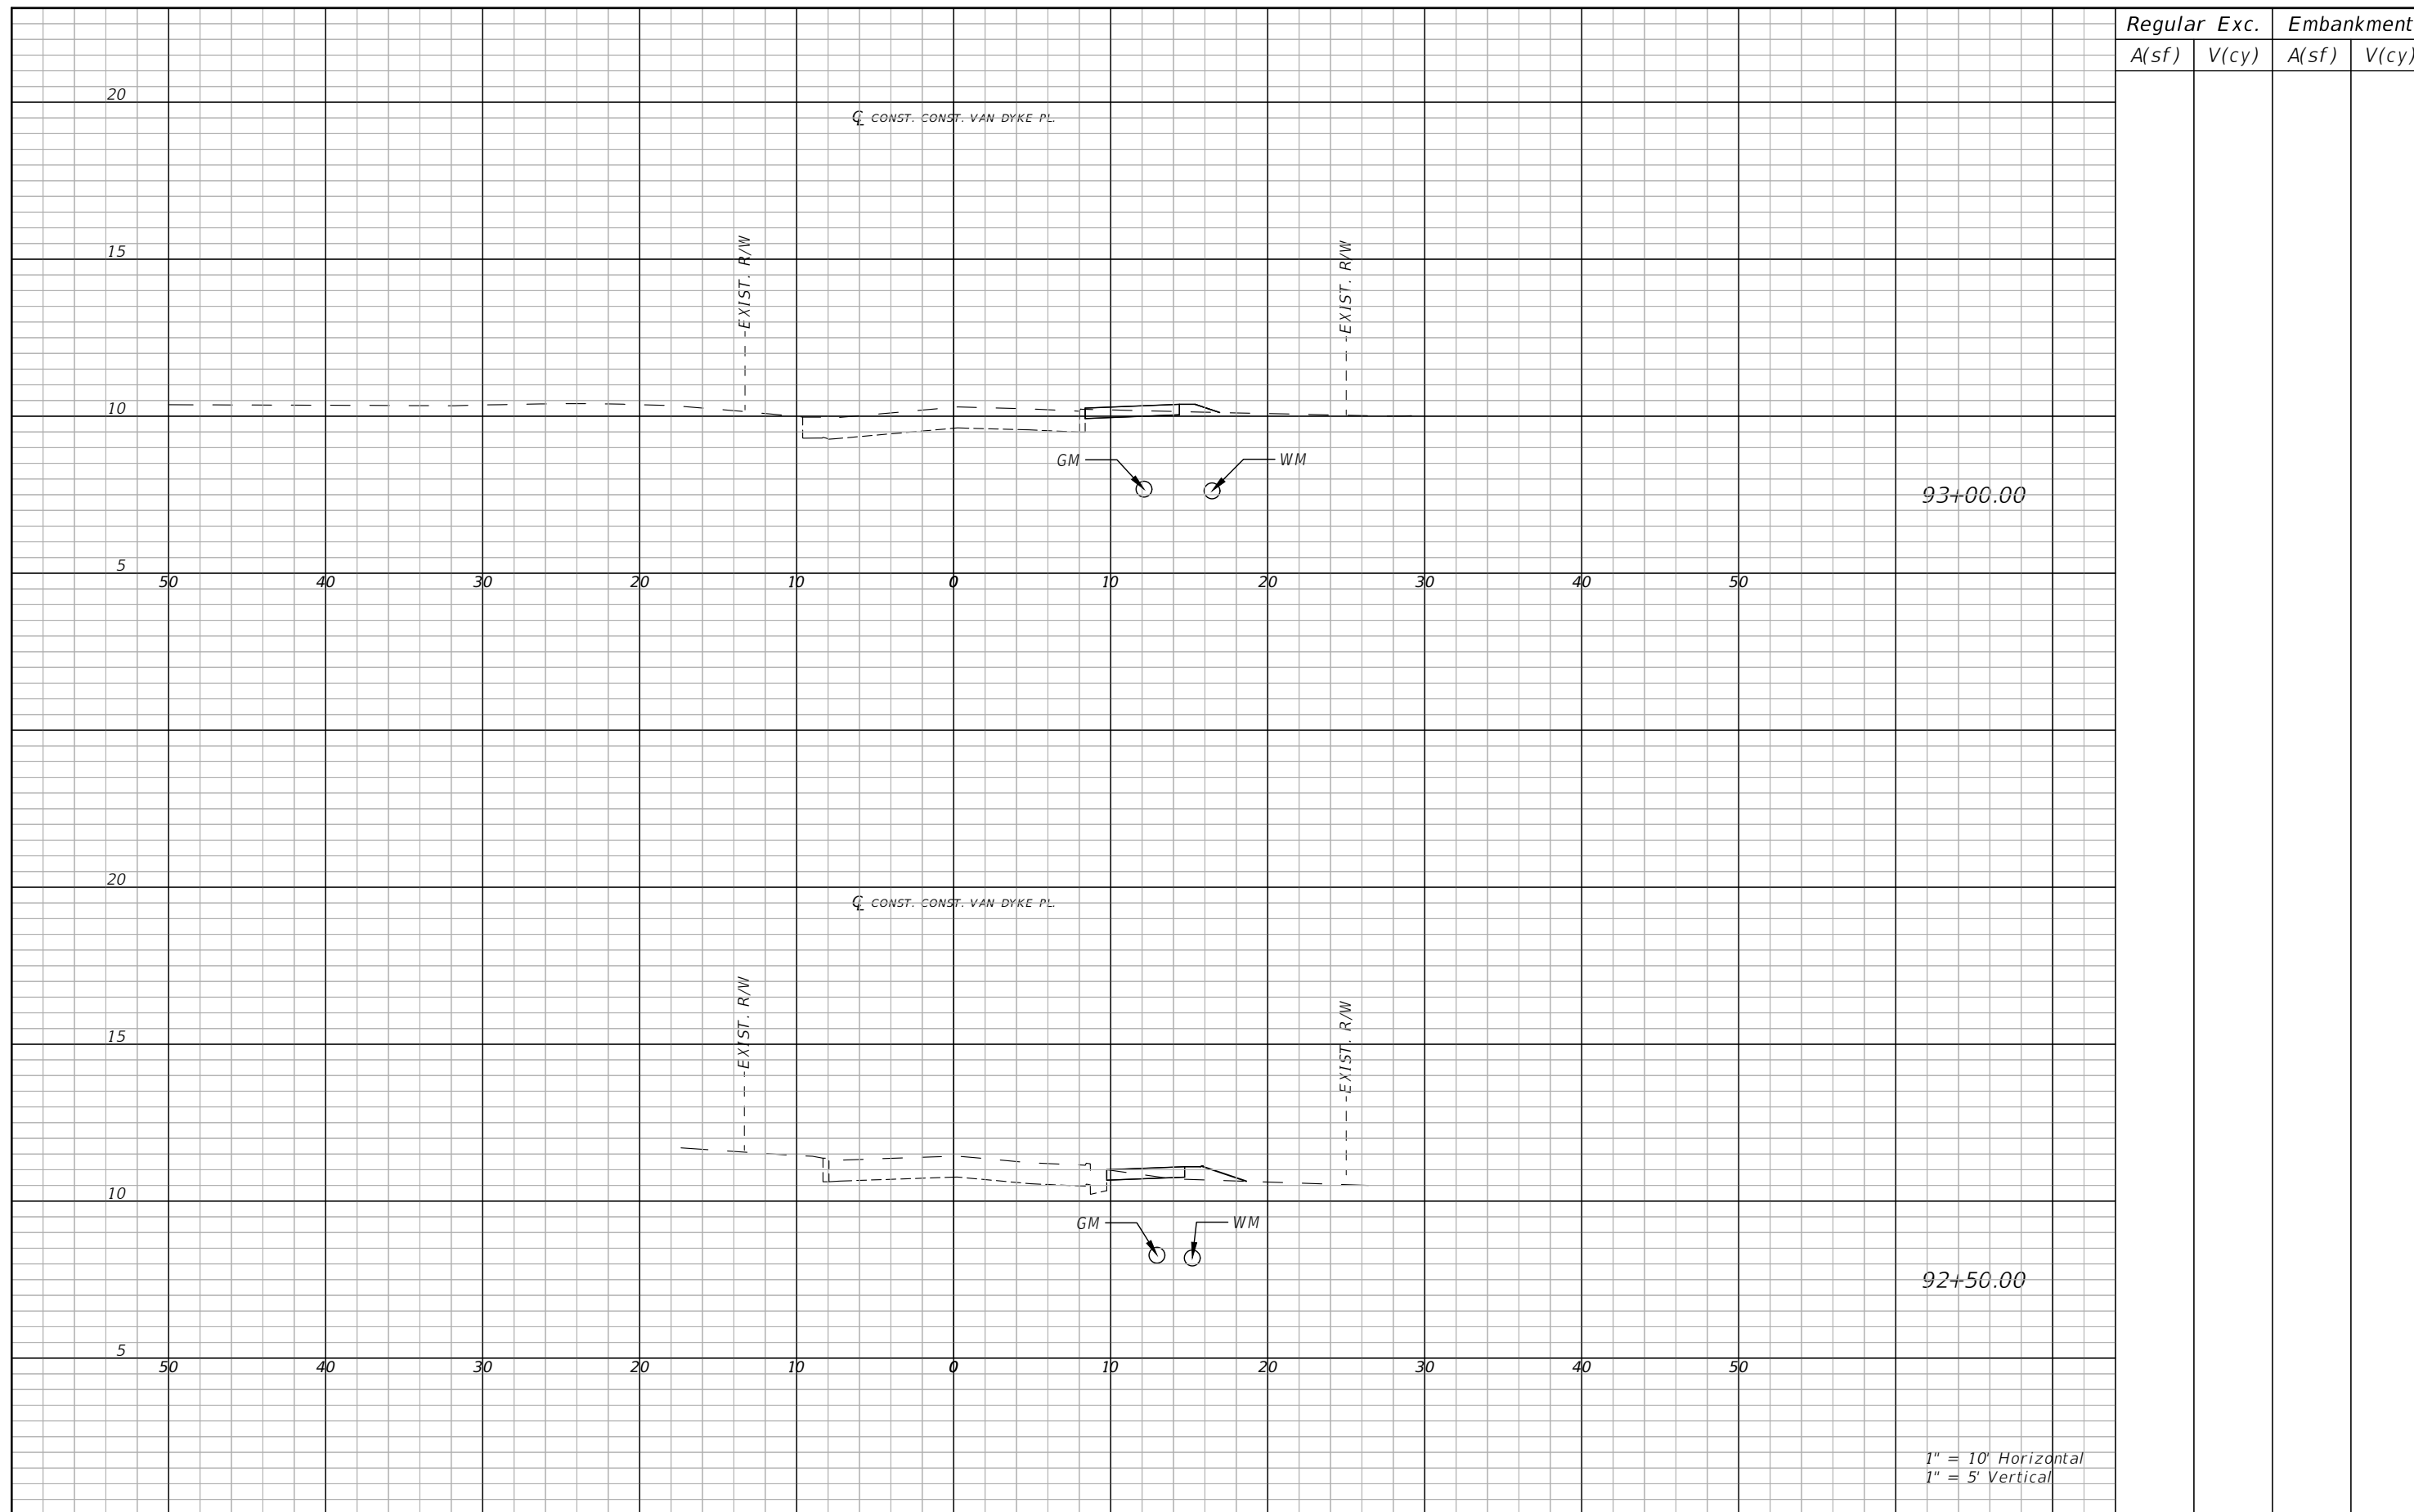 Regular Exc. Embankment
A(sf) V(cy) A(sf) V(cy)
20
℄ CONST. CONST. VAN DYKE PL.
15
EXIST. R/W
EXIST. R/W
10
GM
WM
93+00.00
5
50 40 30 20 10 0 10 20 30 40 50
20
℄ CONST. CONST. VAN DYKE PL.
15
EXIST. R/W
EXIST. R/W
10
GM
WM
92+50.00
5
50 40 30 20 10 0 10 20 30 40 50
1" = 10' Horizontal
1" = 5' Vertical